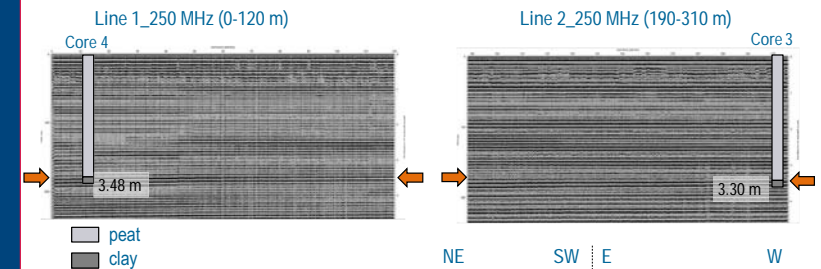 Line 1_250 MHz (0-120 m)
Line 2_250 MHz (190-310 m)
Core 4
Core 3
3.48 m
3.30 m
peat
clay
NE SW E W